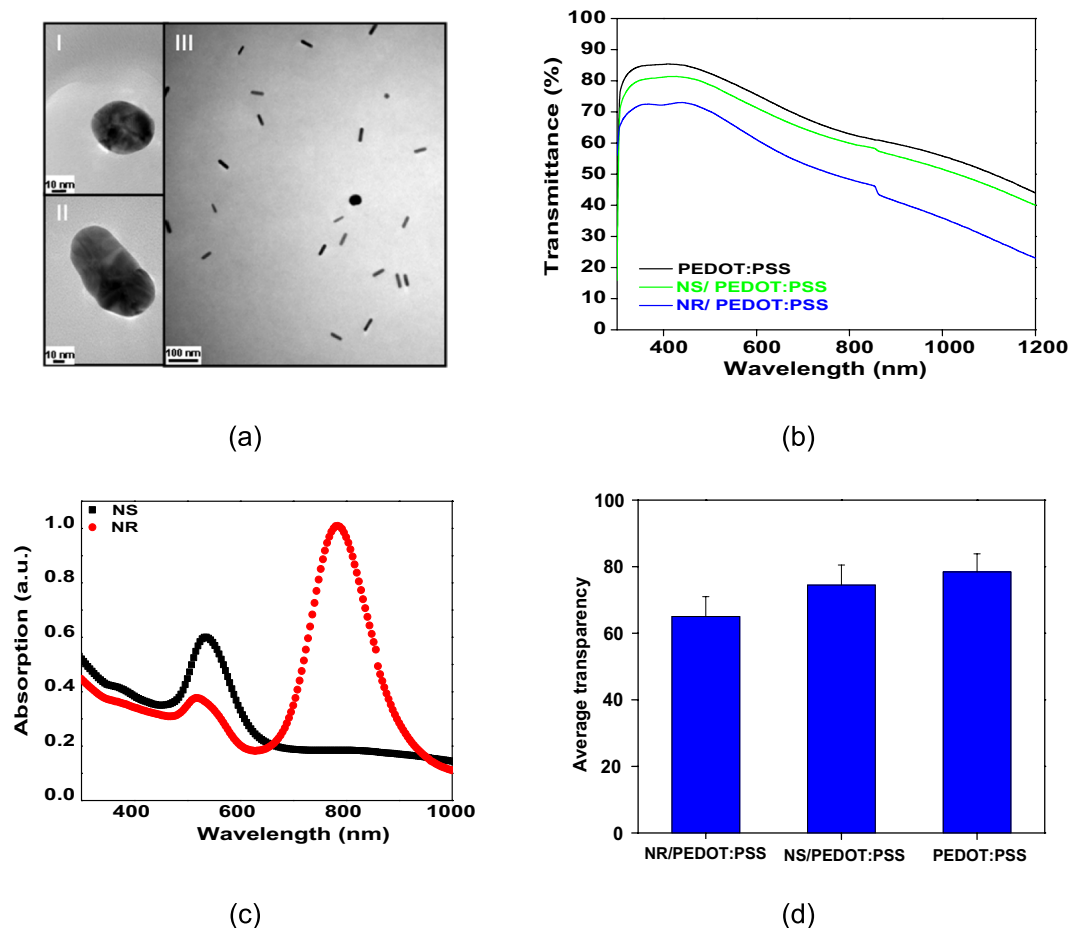 I
III
10 nm
II
10 nm
100 nm
(a)
100
90
80
70
60
50
40
30
20
10
0
Transmittance (%)
PEDOT:PSS
NS/ PEDOT:PSS
NR/ PEDOT:PSS
400
600
800
1000
1200
Wavelength (nm)
(b)
NS
NR
1.0
0.8
0.6
0.4
0.2
0.0
Absorption (a.u.)
400
600
800
1000
Wavelength (nm)
(c)
100
80
60
40
20
0
Average transparency
NR/PEDOT:PSS
NS/PEDOT:PSS
PEDOT:PSS
(d)